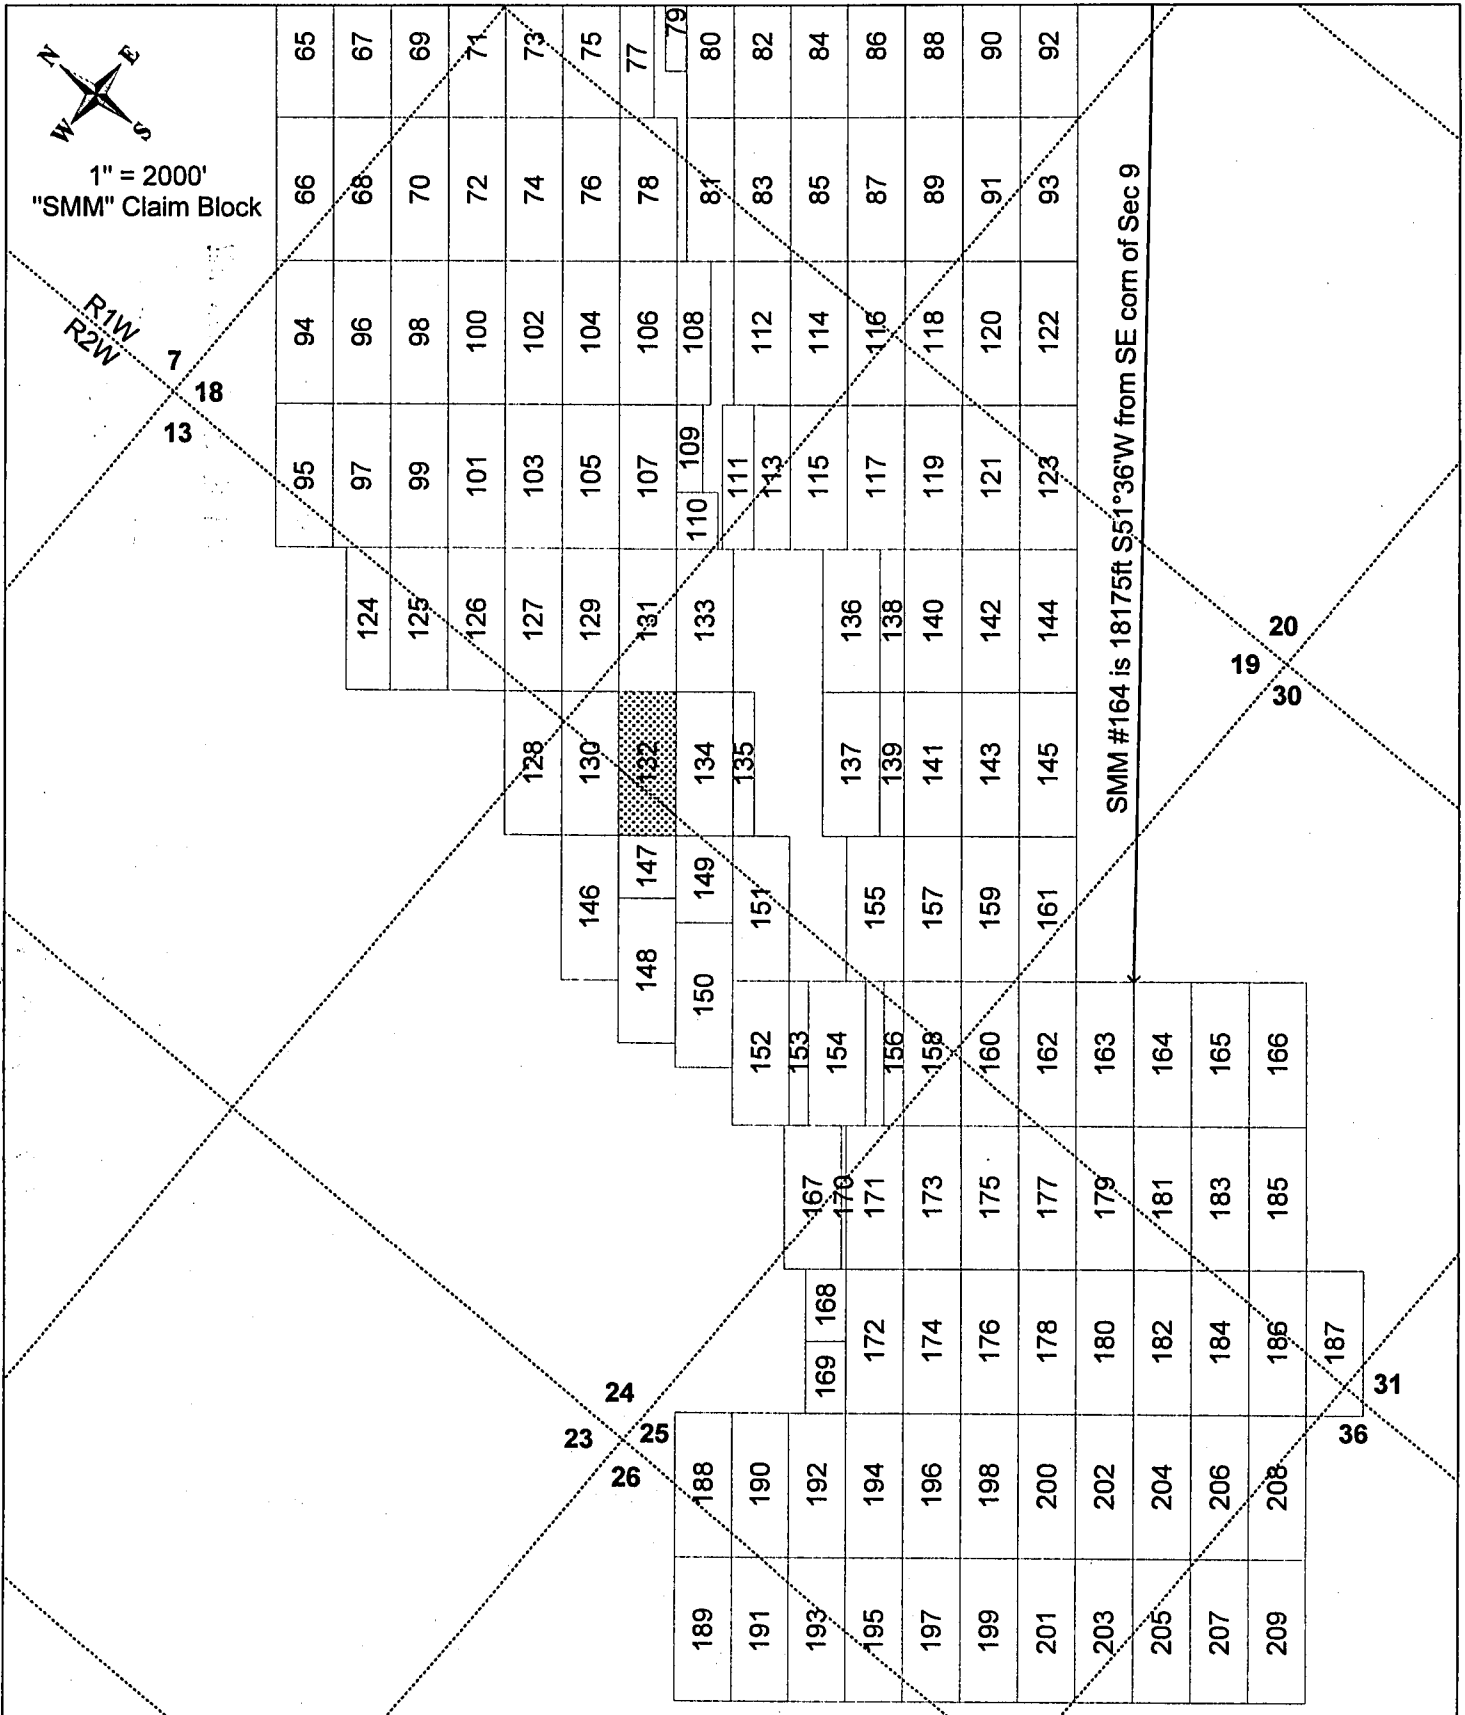 N E
W S
1" = 2000'
"SMM" Claim Block
65 67 69 71 73 75 77 79 80 82 84 86 88 90 92
66 68 70 72 74 76 78 81 83 85 87 89 91 93
R1W
R2W
94 96 98 100 102 104 106 108 112 114 116 118 120 122
7
18
13
95 97 99 101 103 105 107 109 110 111 113 115 117 119 121 123
SMM #164 is 18175ft S51°36'W from SE corn of Sec 9
124 125 126 127 129 131 133 136 138 140 142 144
20
19
30
128 130 132 134 135 137 139 141 143 145
146 147 149 151 155 157 159 161
148 150
152 153 154 156 158 160 162 163 164 165 166
167 170 171 173 175 177 179 181 183 185
168 169 172 174 176 178 180 182 184 186 187
24
23 25
26
31
36
188 190 192 194 196 198 200 202 204 206 208
189 191 193 195 197 199 201 203 205 207 209